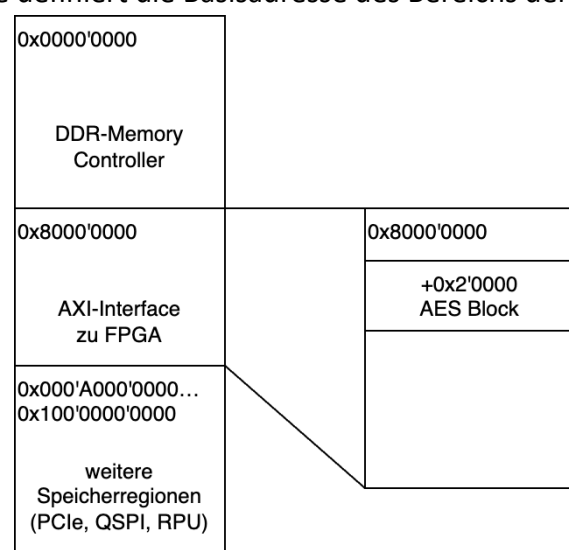 definiert die Basisadresse des Bereichs der
0x0000'0000
DDR-Memory
Controller
0x8000'0000
AXI-Interface
zu FPGA
0x000'A000'0000...
0x100'0000'0000
weitere
Speicherregionen
(PCIe, QSPI, RPU)
0x8000'0000
+0x2'0000
AES Block